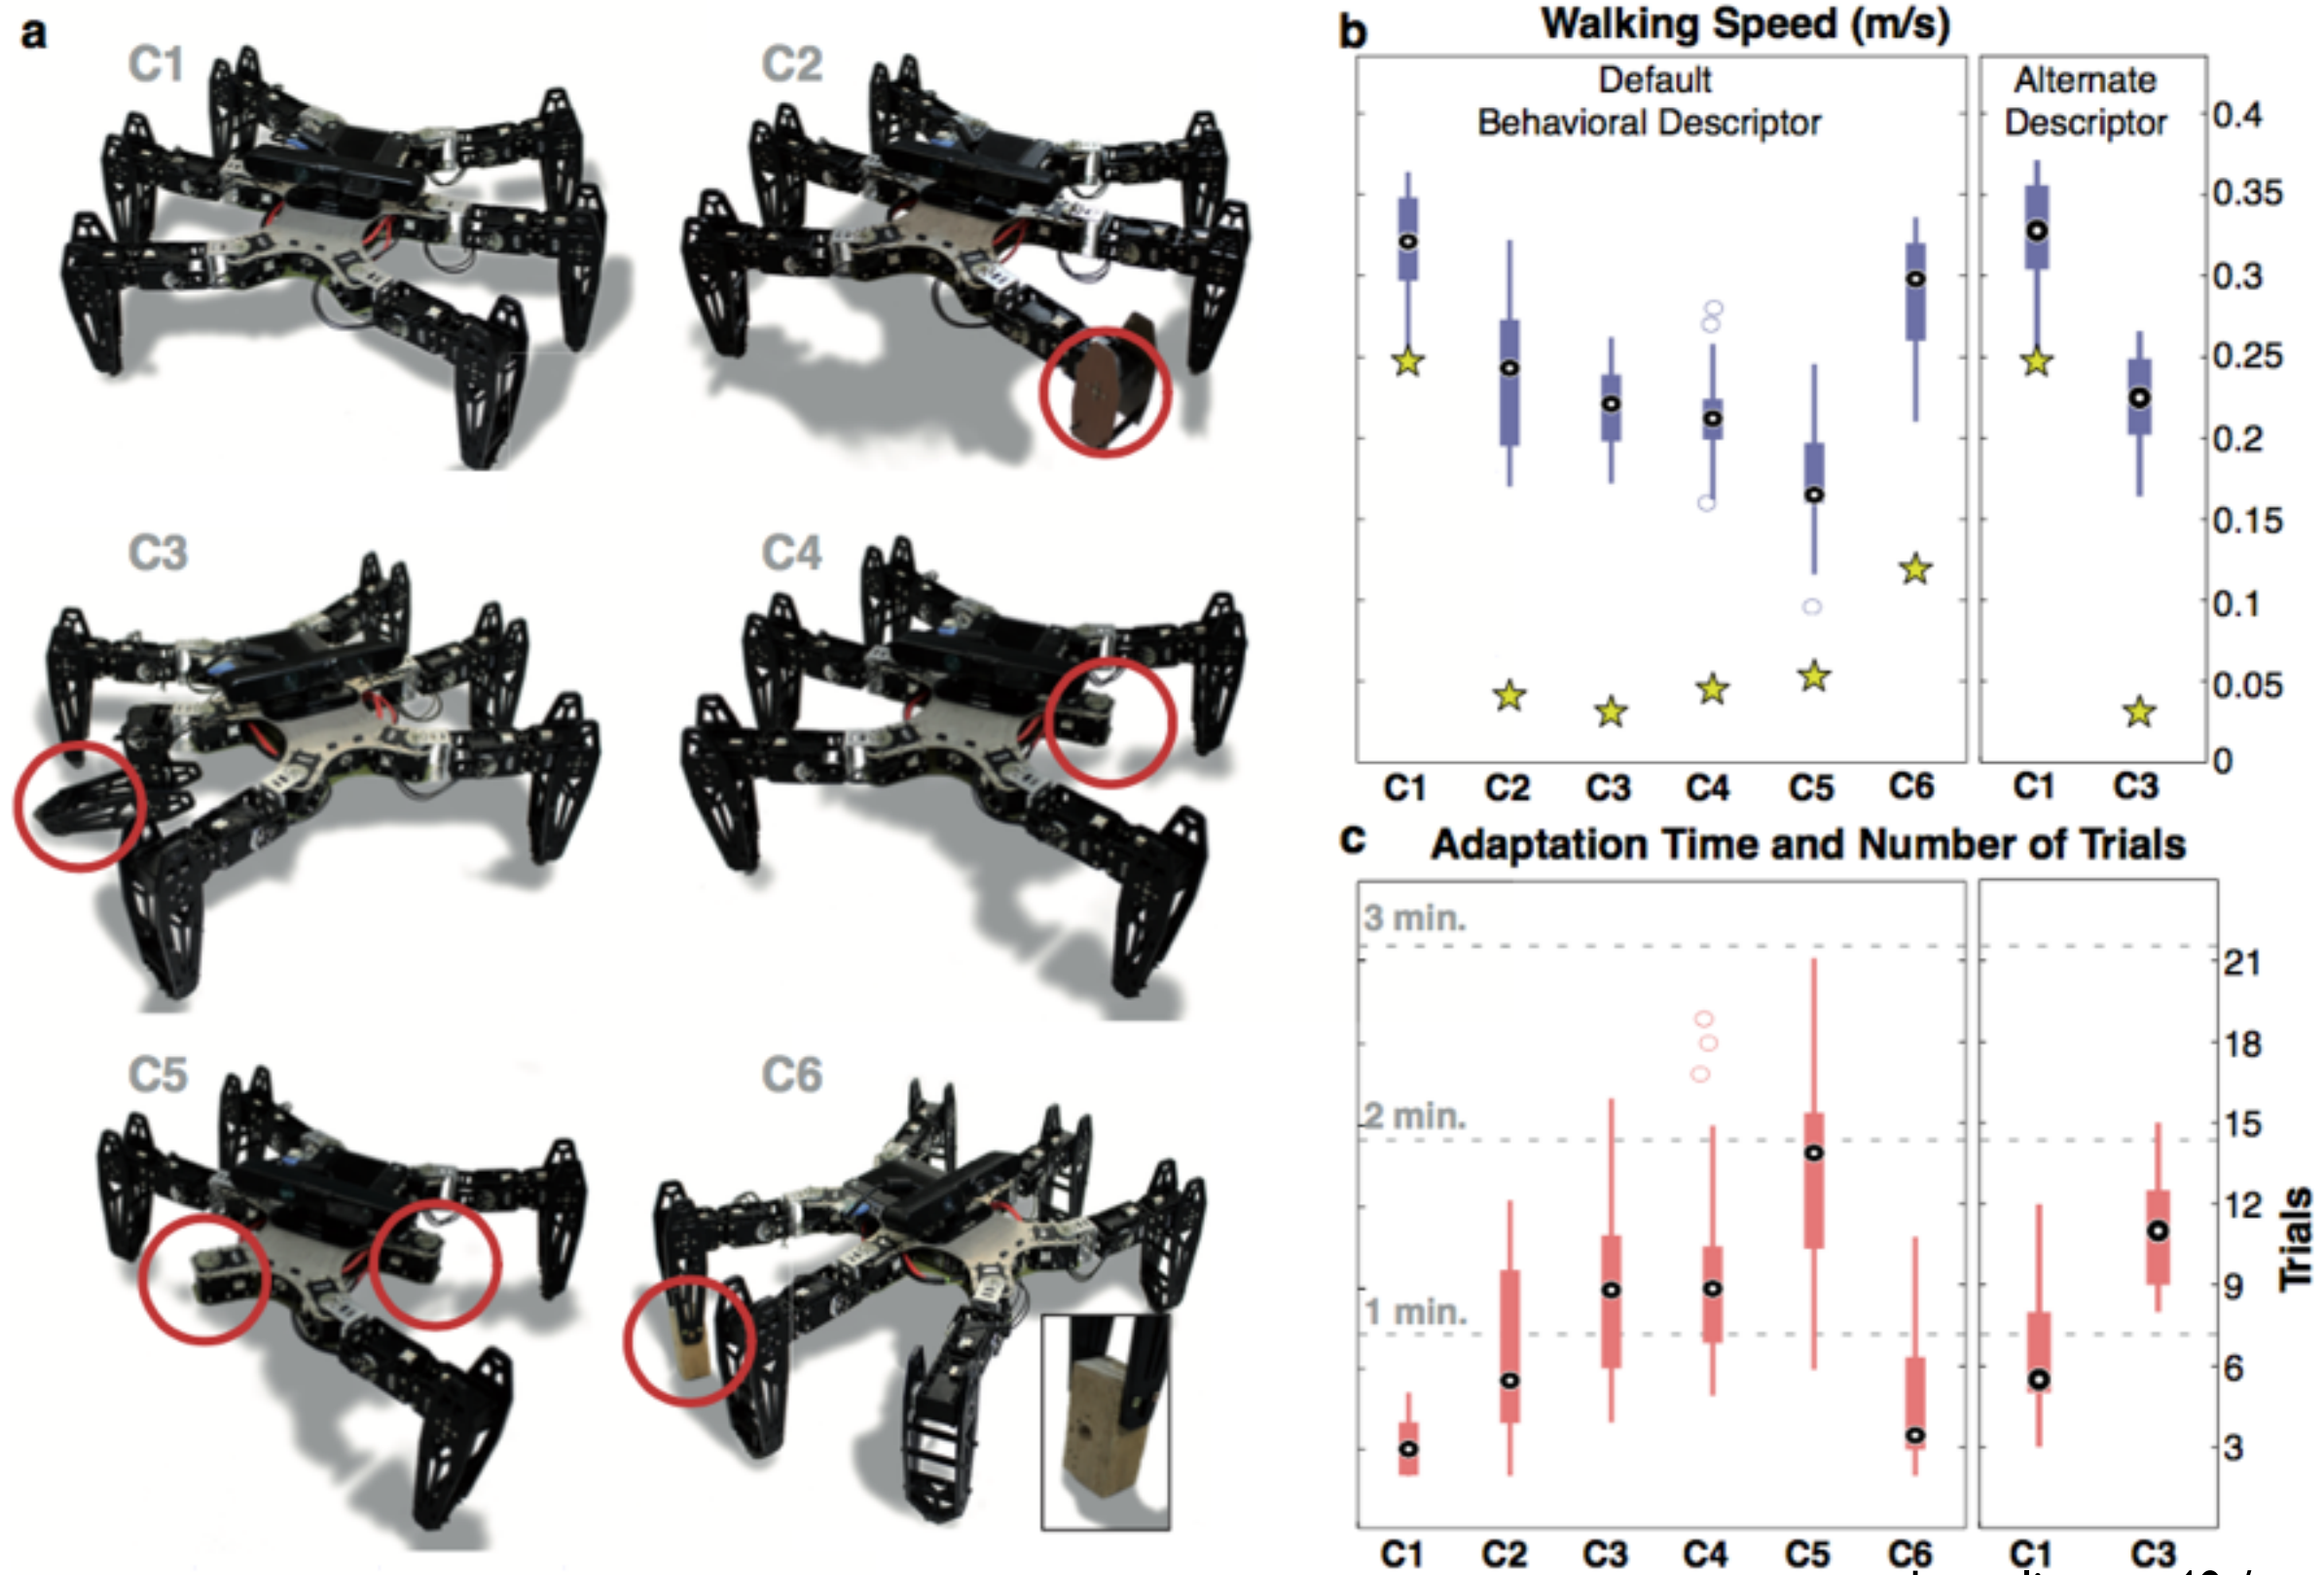 a
C1
C2
C3
C4
C5
C6
b
Walking Speed (m/s)
Default
Behavioral Descriptor
Alternate
Descriptor
0.4
0.35
0.3
0.25
0.2
0.15
0.1
0.05
0
C1 C2 C3 C4 C5 C6 C1 C3
c
Adaptation Time and Number of Trials
3 min.
2 min.
1 min.
21
18
15
12
9
6
3
Trials
C1 C2 C3 C4 C5 C6 C1 C3